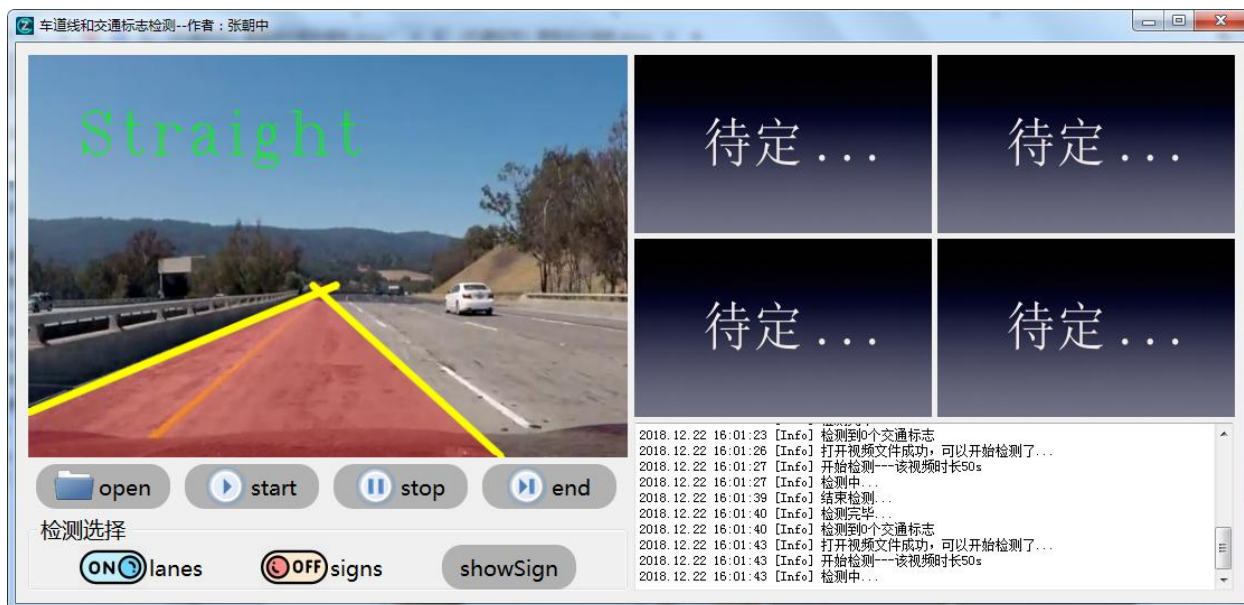 车道线和交通标志检测--作者：张朝中
Straight
待定...
待定...
待定...
待定...
2018.12.22 16:01:23 [Info] 检测到0个交通标志
2018.12.22 16:01:26 [Info] 打开视频文件成功，可以开始检测了...
2018.12.22 16:01:27 [Info] 开始检测---该视频时长50s
2018.12.22 16:01:27 [Info] 检测中...
2018.12.22 16:01:39 [Info] 结束检测...
2018.12.22 16:01:40 [Info] 检测完毕...
2018.12.22 16:01:40 [Info] 检测到0个交通标志
2018.12.22 16:01:43 [Info] 打开视频文件成功，可以开始检测了...
2018.12.22 16:01:43 [Info] 开始检测---该视频时长50s
2018.12.22 16:01:43 [Info] 检测中...
open
start
stop
end
检测选择
ON lanes
OFF signs
showSign